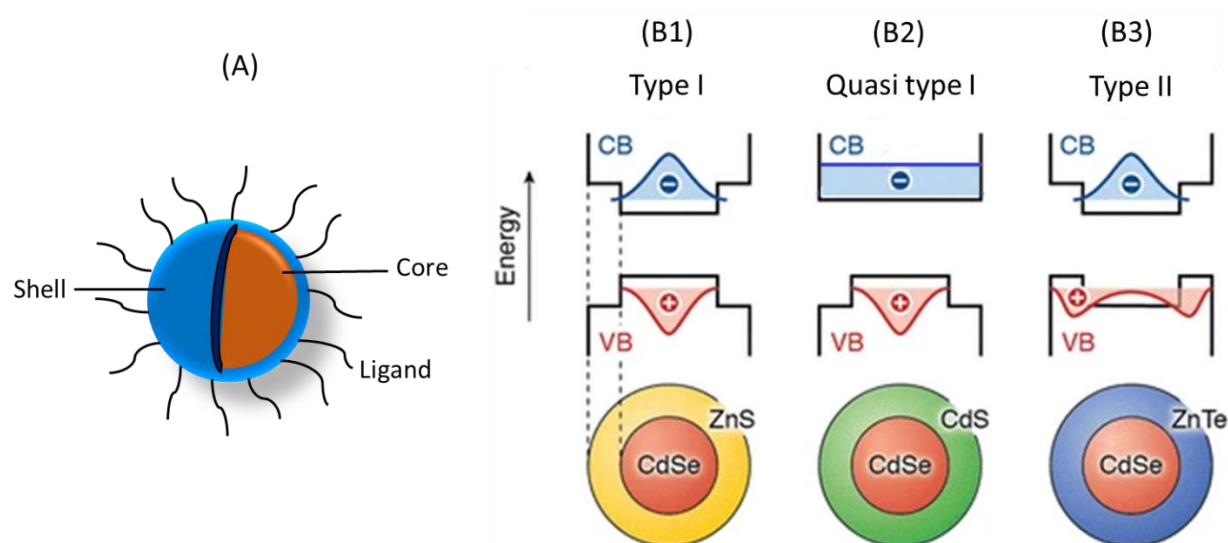 (A)
Shell
Core
Ligand
(B1)
(B2)
(B3)
Type I
Quasi type I
Type II
Energy
CB
CB
CB
VB
VB
VB
ZnS
CdSe
CdS
CdSe
ZnTe
CdSe